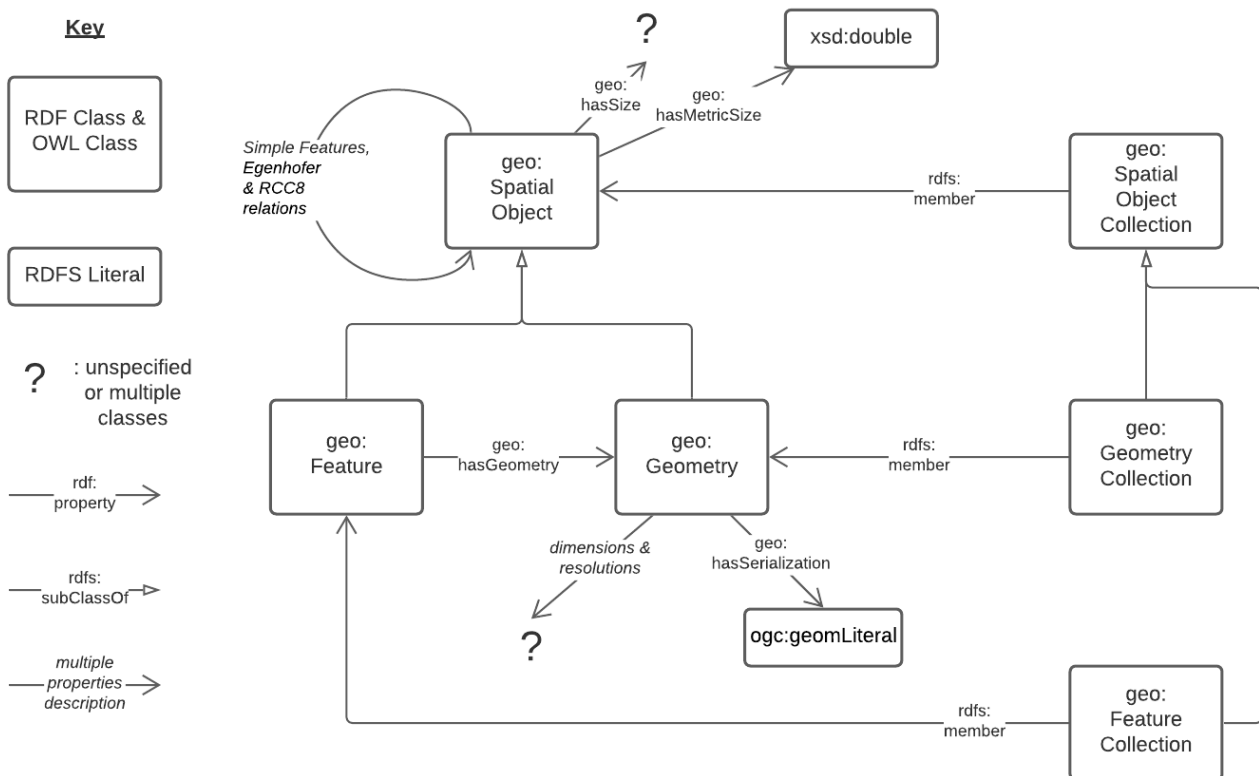 Key
RDF Class &
OWL Class
RDFS Literal
?
: unspecified
or multiple
classes
rdf:
property
rdfs:
subClassOf
multiple
properties
description
?
xsd:double
geo:
hasSize
geo:
hasMetricSize
Simple Features,
Egenhofer
& RCC8
relations
geo:
Spatial
Object
rdfs:
member
geo:
Spatial
Object
Collection
geo:
Feature
geo:
hasGeometry
geo:
Geometry
rdfs:
member
geo:
Geometry
Collection
dimensions &
resolutions
geo:
hasSerialization
?
ogc:geomLiteral
rdfs:
member
geo:
Feature
Collection